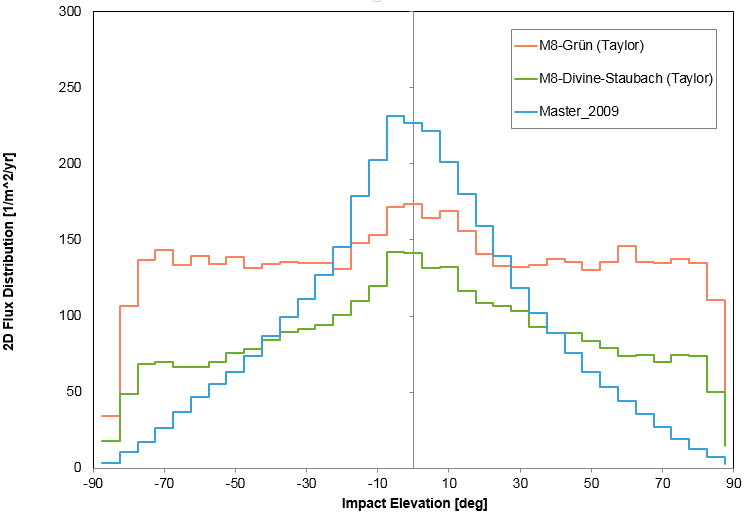 300
250
200
150
100
50
0
2D Flux Distribution [1/m^2/yr]
M8-Grün (Taylor)
M8-Divine-Staubach (Taylor)
Master_2009
-90 -70 -50 -30 -10 10 30 50 70 90
Impact Elevation [deg]